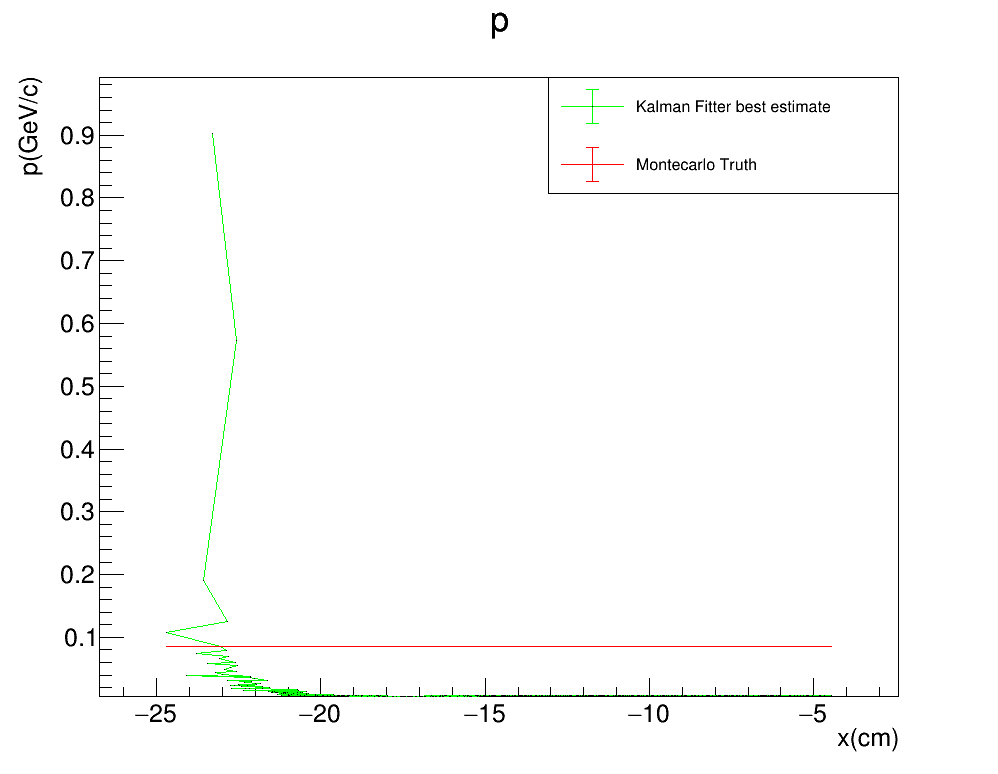 p
p(GeV/c)
Kalman Fitter best estimate
Montecarlo Truth
0.9
0.8
0.7
0.6
0.5
0.4
0.3
0.2
0.1
−25 −20 −15 −10 −5
x(cm)